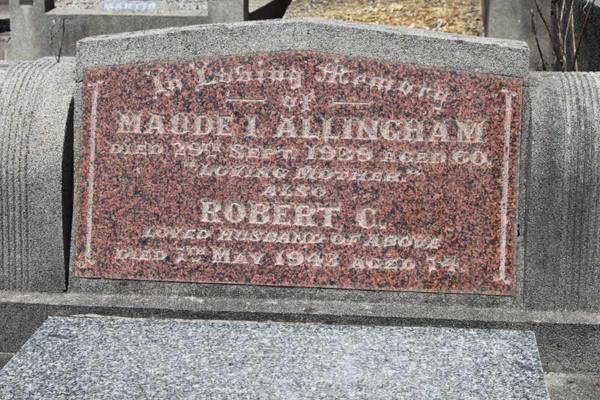 In Loving Memory
of
MAUDE I. ALLINGHAM
DIED 29TH SEPT. 1938 AGED 60.
"LOVING MOTHER."
ALSO
ROBERT C.
LOVED HUSBAND OF ABOVE
DIED 1ST MAY 1943 AGED 74